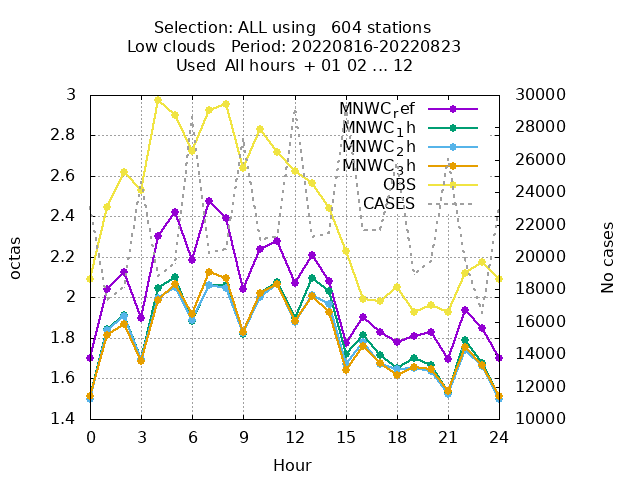 Selection: ALL using   604 stations
Low clouds   Period: 20220816-20220823
Used  All hours  + 01 02 ... 12
3
2.8
2.6
2.4
2.2
2
1.8
1.6
1.4
octas
30000
28000
26000
24000
22000
20000
18000
16000
14000
12000
10000
No cases
MNWC_ref
MNWC_1h
MNWC_2h
MNWC_3h
OBS
CASES
0 3 6 9 12 15 18 21 24
Hour